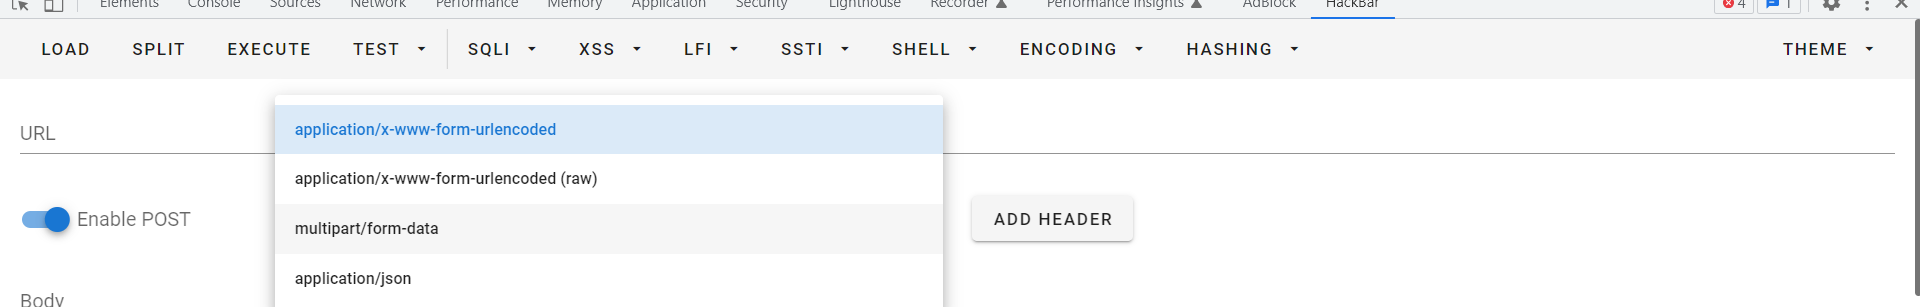 Elements Console Sources Network Performance Memory Application Security Lighthouse Recorder Performance insights AdBlock HackBar 4 1
LOAD SPLIT EXECUTE TEST SQLI XSS LFI SSTI SHELL ENCODING HASHING THEME
URL
application/x-www-form-urlencoded
application/x-www-form-urlencoded (raw)
Enable POST
ADD HEADER
multipart/form-data
application/json
Body